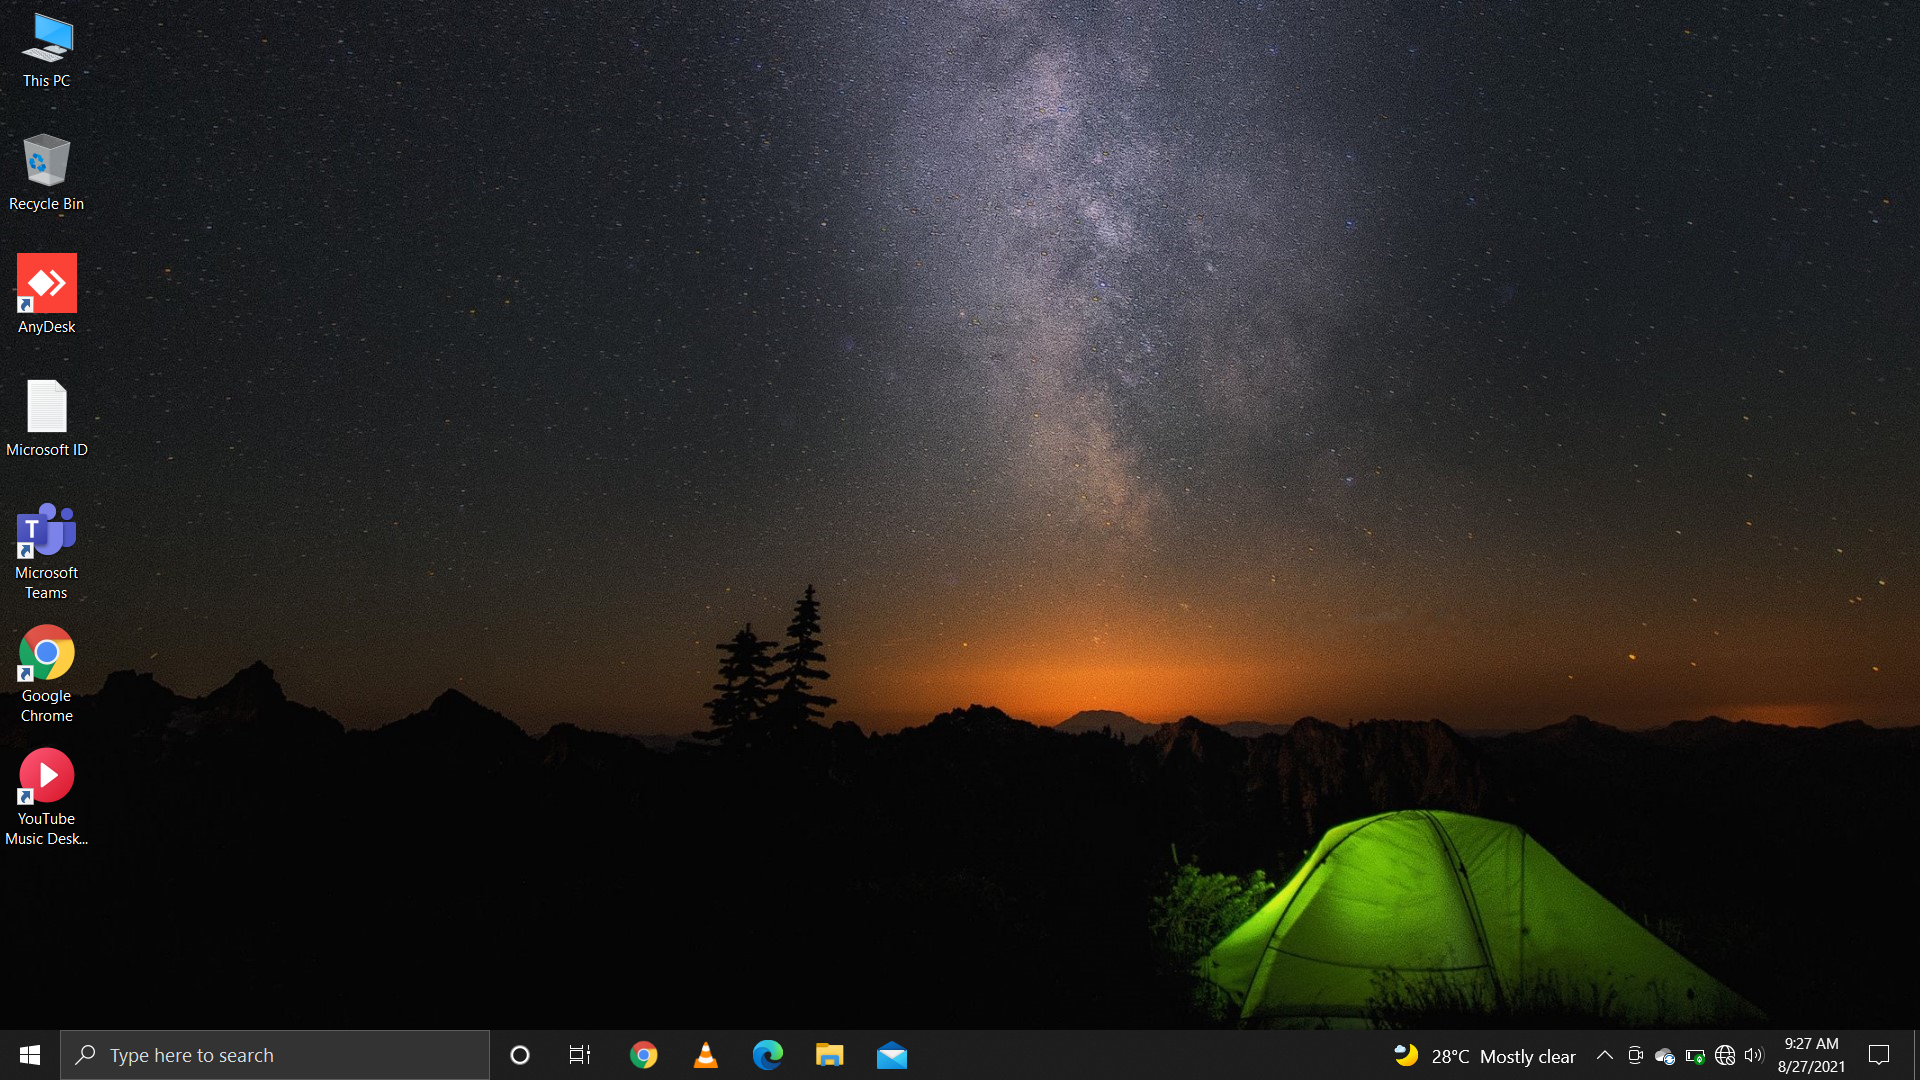 This PC
Recycle Bin
AnyDesk
Microsoft ID
T
Microsoft
Teams
Google
Chrome
YouTube
Music Desk...
Type here to search
28°C Mostly clear
9:27 AM
8/27/2021